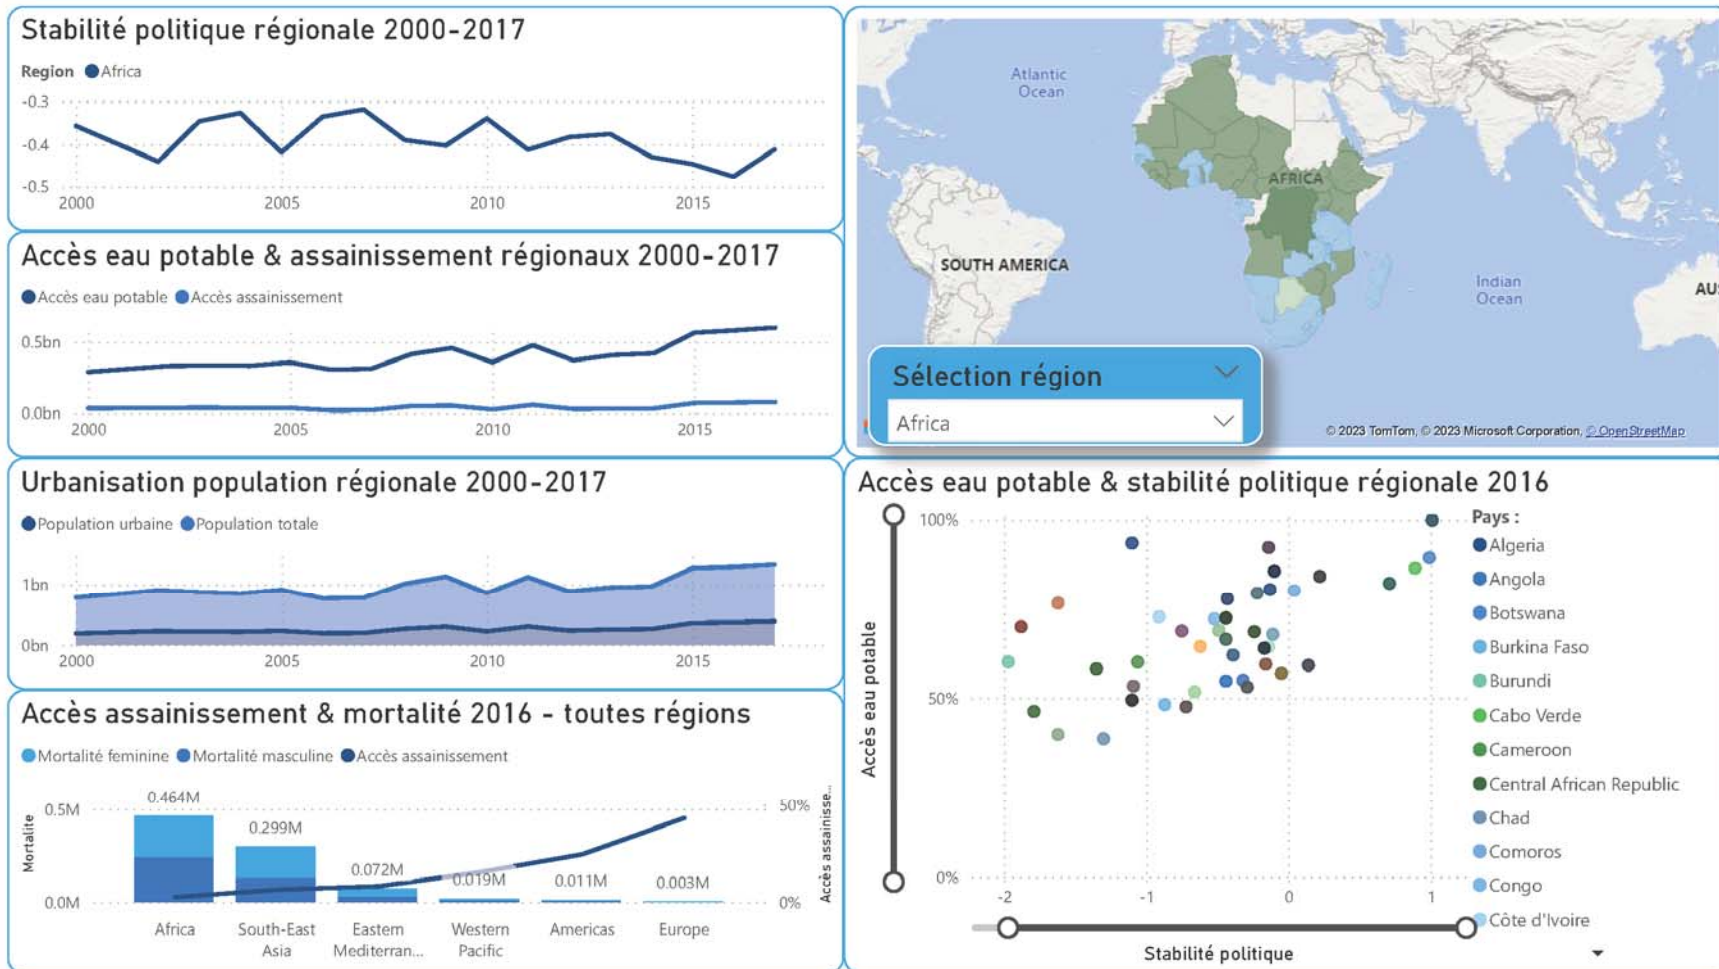 Stabilité politique régionale 2000-2017
Region Africa
-0.3
-0.4
-0.5
2000 2005 2010 2015
Accès eau potable & assainissement régionaux 2000-2017
Accès eau potable Accès assainissement
0.5bn
0.0bn
2000 2005 2010 2015
Urbanisation population régionale 2000-2017
Population urbaine Population totale
1bn
0bn
2000 2005 2010 2015
Accès assainissement & mortalité 2016 - toutes régions
Mortalité feminine Mortalité masculine Accès assainissement
Mortalite
0.5M
0.0M
0.464M
0.299M
0.072M
0.019M
0.011M
0.003M
50%
0%
Accès assainisse...
Africa
South-East
Asia
Eastern
Mediterran...
Western
Pacific
Americas
Europe
Atlantic
Ocean
AFRICA
SOUTH AMERICA
Indian
Ocean
AUS
Sélection région
Africa
© 2023 TomTom, © 2023 Microsoft Corporation, © OpenStreetMap
Accès eau potable & stabilité politique régionale 2016
Accès eau potable
100%
50%
0%
-2 -1 0 1
Stabilité politique
Pays :
Algeria
Angola
Botswana
Burkina Faso
Burundi
Cabo Verde
Cameroon
Central African Republic
Chad
Comoros
Congo
Côte d'Ivoire